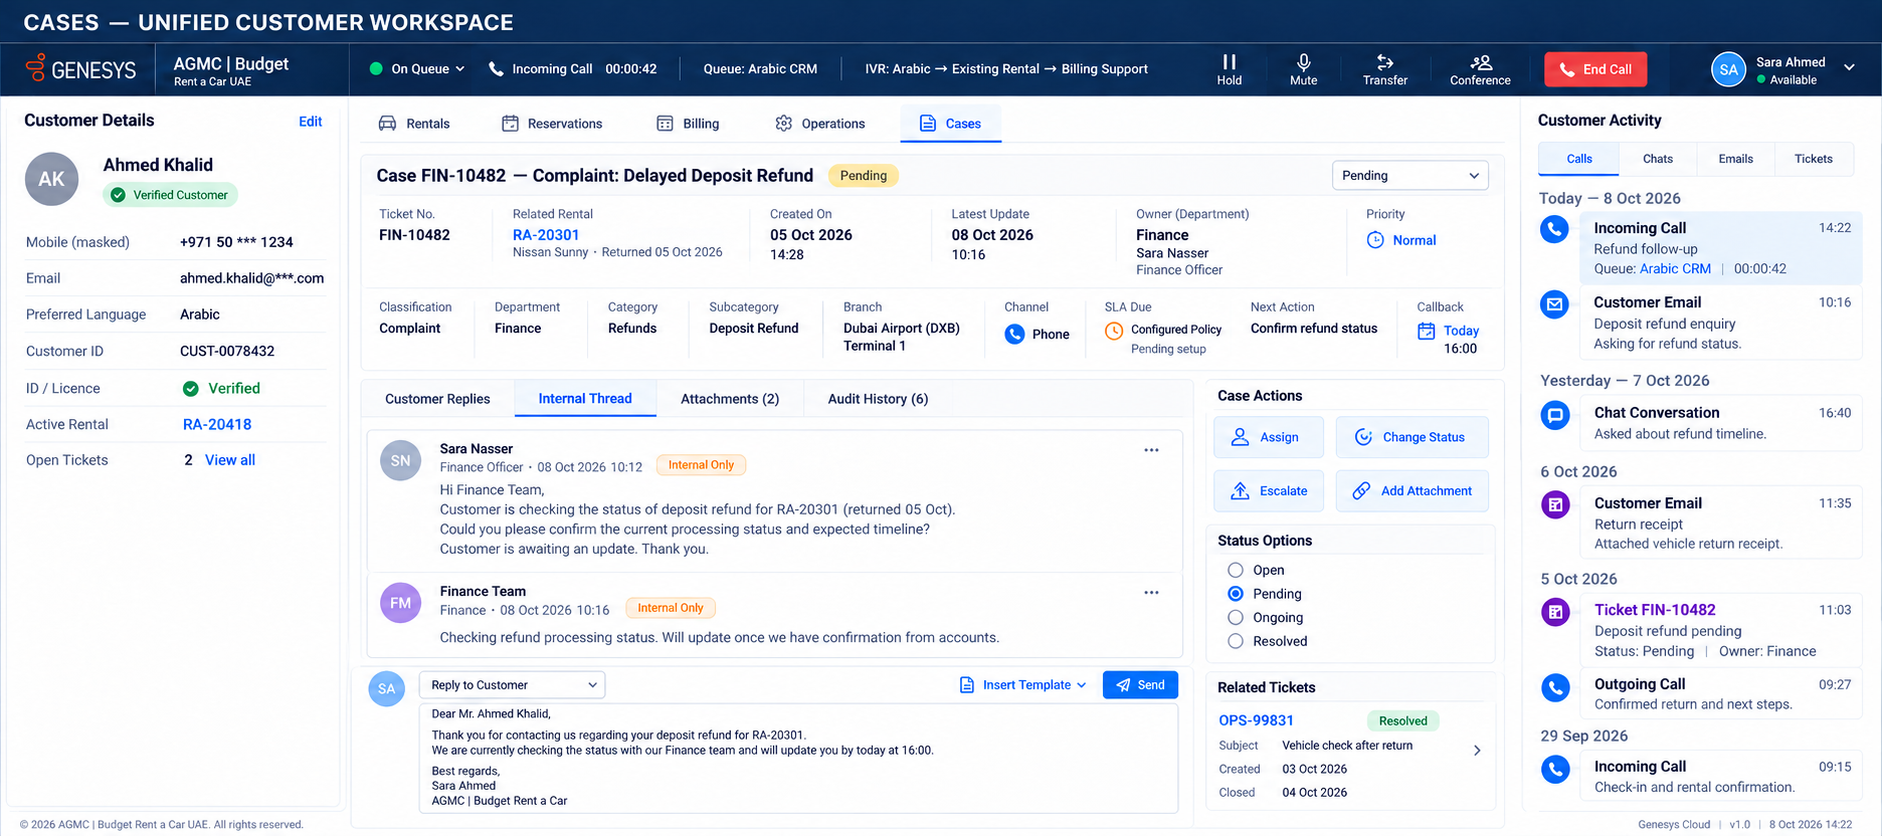 CASES — UNIFIED CUSTOMER WORKSPACE
GENESYS
AGMC | Budget
Rent a Car UAE
On Queue
Incoming Call 00:00:42
Queue: Arabic CRM
IVR: Arabic → Existing Rental → Billing Support
Hold
Mute
Transfer
Conference
End Call
SA
Sara Ahmed
Available
Customer Details
Edit
AK
Ahmed Khalid
Verified Customer
Mobile (masked) +971 50 *** 1234
Email ahmed.khalid@***.com
Preferred Language Arabic
Customer ID CUST-0078432
ID / Licence Verified
Active Rental RA-20418
Open Tickets 2 View all
Rentals
Reservations
Billing
Operations
Cases
Case FIN-10482 — Complaint: Delayed Deposit Refund
Pending
Pending
Ticket No.
FIN-10482
Related Rental
RA-20301
Nissan Sunny · Returned 05 Oct 2026
Created On
05 Oct 2026
14:28
Latest Update
08 Oct 2026
10:16
Owner (Department)
Finance
Sara Nasser
Finance Officer
Priority
Normal
Classification
Complaint
Department
Finance
Category
Refunds
Subcategory
Deposit Refund
Branch
Dubai Airport (DXB)
Terminal 1
Channel
Phone
SLA Due
Configured Policy
Pending setup
Next Action
Confirm refund status
Callback
Today
16:00
Customer Replies
Internal Thread
Attachments (2)
Audit History (6)
SN
Sara Nasser
Finance Officer · 08 Oct 2026 10:12
Internal Only
Hi Finance Team,
Customer is checking the status of deposit refund for RA-20301 (returned 05 Oct).
Could you please confirm the current processing status and expected timeline?
Customer is awaiting an update. Thank you.
FM
Finance Team
Finance · 08 Oct 2026 10:16
Internal Only
Checking refund processing status. Will update once we have confirmation from accounts.
SA
Reply to Customer
Insert Template
Send
Dear Mr. Ahmed Khalid,
Thank you for contacting us regarding your deposit refund for RA-20301.
We are currently checking the status with our Finance team and will update you by today at 16:00.
Best regards,
Sara Ahmed
AGMC | Budget Rent a Car
Case Actions
Assign
Change Status
Escalate
Add Attachment
Status Options
Open
Pending
Ongoing
Resolved
Related Tickets
OPS-99831
Resolved
Subject Vehicle check after return
Created 03 Oct 2026
Closed 04 Oct 2026
Customer Activity
Calls
Chats
Emails
Tickets
Today — 8 Oct 2026
Incoming Call 14:22
Refund follow-up
Queue: Arabic CRM | 00:00:42
Customer Email 10:16
Deposit refund enquiry
Asking for refund status.
Yesterday — 7 Oct 2026
Chat Conversation 16:40
Asked about refund timeline.
6 Oct 2026
Customer Email 11:35
Return receipt
Attached vehicle return receipt.
5 Oct 2026
Ticket FIN-10482 11:03
Deposit refund pending
Status: Pending | Owner: Finance
Outgoing Call 09:27
Confirmed return and next steps.
29 Sep 2026
Incoming Call 09:15
Check-in and rental confirmation.
© 2026 AGMC | Budget Rent a Car UAE. All rights reserved.
Genesys Cloud | v1.0 | 8 Oct 2026 14:22